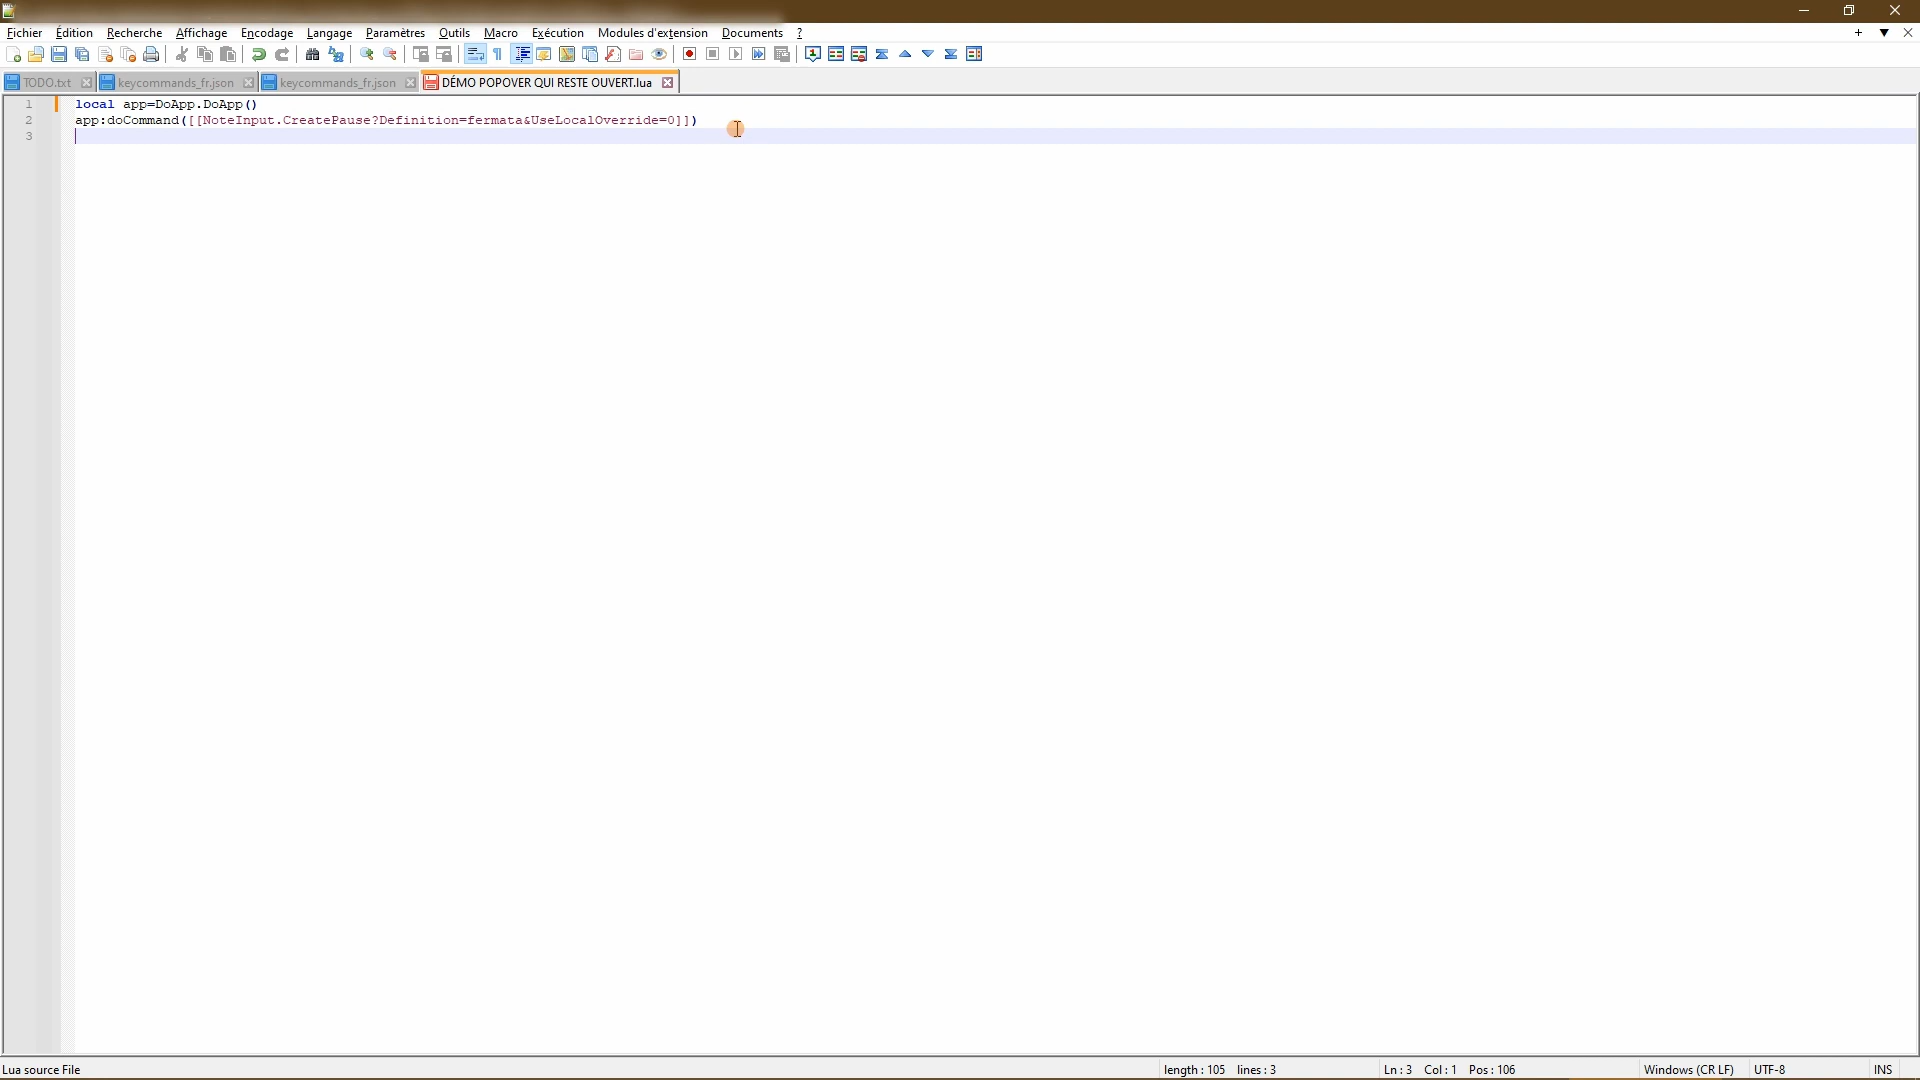 Fichier Édition Recherche Affichage Encodage Langage Paramètres Outils Macro Exécution Modules d'extension Documents ?
TODO.txt keycommands_fr.json keycommands_fr.json DÉMO POPOVER QUI RESTE OUVERT.lua
1 local app=DoApp.DoApp()
2 app:doCommand([[NoteInput.CreatePause?Definition=fermata&UseLocalOverride=0]])
3
Lua source File length : 105 lines : 3 Ln : 3 Col : 1 Pos : 106 Windows (CR LF) UTF-8 INS